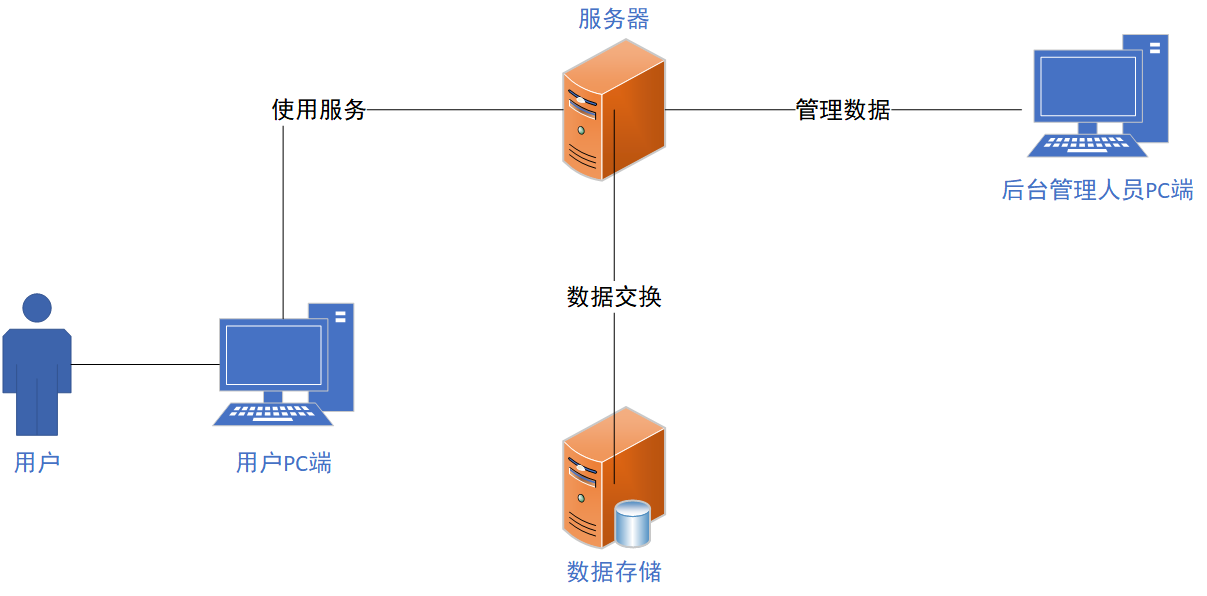 服务器
使用服务
管理数据
后台管理人员PC端
数据交换
用户
用户PC端
数据存储